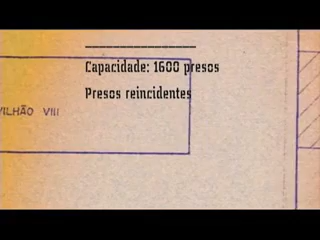 Capacidade: 1600 presos
Presos reincidentes
VILHÃO VIII